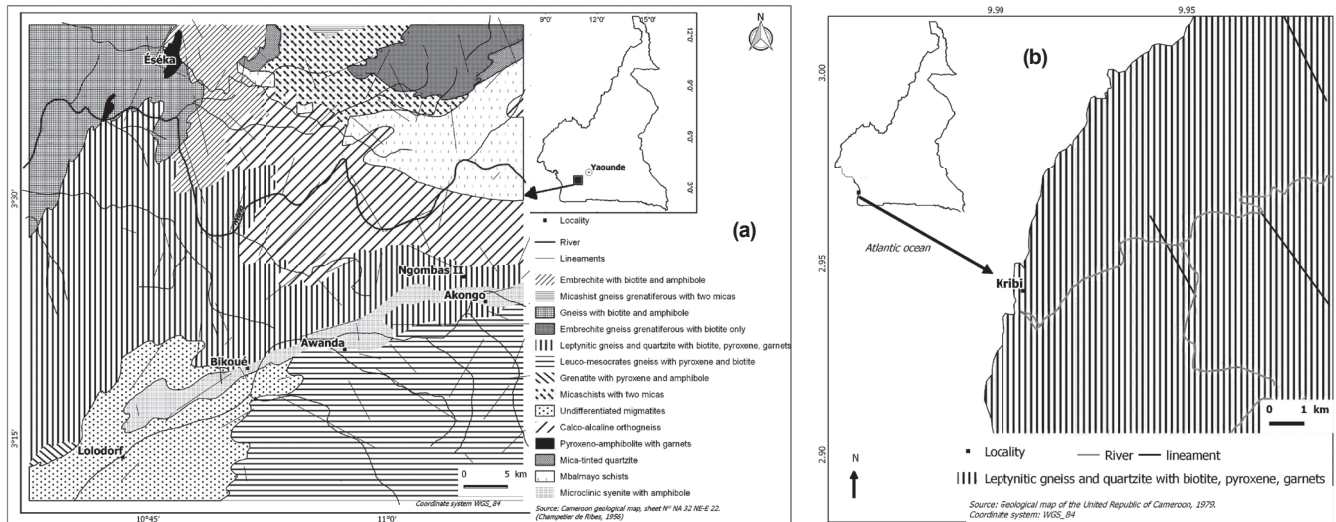 9°0'
12°0'
15°0'
N
12°0'
9°0'
6°0'
3°0'
Yaounde
(a)
Éséka
3°30'
Ngombas II
Akongo
Awanda
Bikoué
3°15'
Lolodorf
0 5 km
Coordinate system WGS_84
10°45'
11°0'
Locality
River
Lineaments
Embrechite with biotite and amphibole
Micashist gneiss grenatiferous with two micas
Gneiss with biotite and amphibole
Embrechite gneiss grenatiferous with biotite only
Leptynitic gneiss and quartzite with biotite, pyroxene, garnets
Leuco-mesocrates gneiss with pyroxene and biotite
Grenatite with pyroxene and amphibole
Micaschists with two micas
Undifferentiated migmatites
Calco-alcaline orthogneiss
Pyroxeno-amphibolite with garnets
Mica-tinted quartzite
Mbalmayo schists
Microclinic syenite with amphibole
Source: Cameroon geological map, sheet N° NA 32 NE-E 22.
(Champetier de Ribes, 1956)
9.90
9.95
(b)
3.00
2.95
2.90
Atlantic ocean
Kribi
0 1 km
N
Locality
River
lineament
Leptynitic gneiss and quartzite with biotite, pyroxene, garnets
Source: Geological map of the United Republic of Cameroon, 1979.
Coordinate system: WGS_84